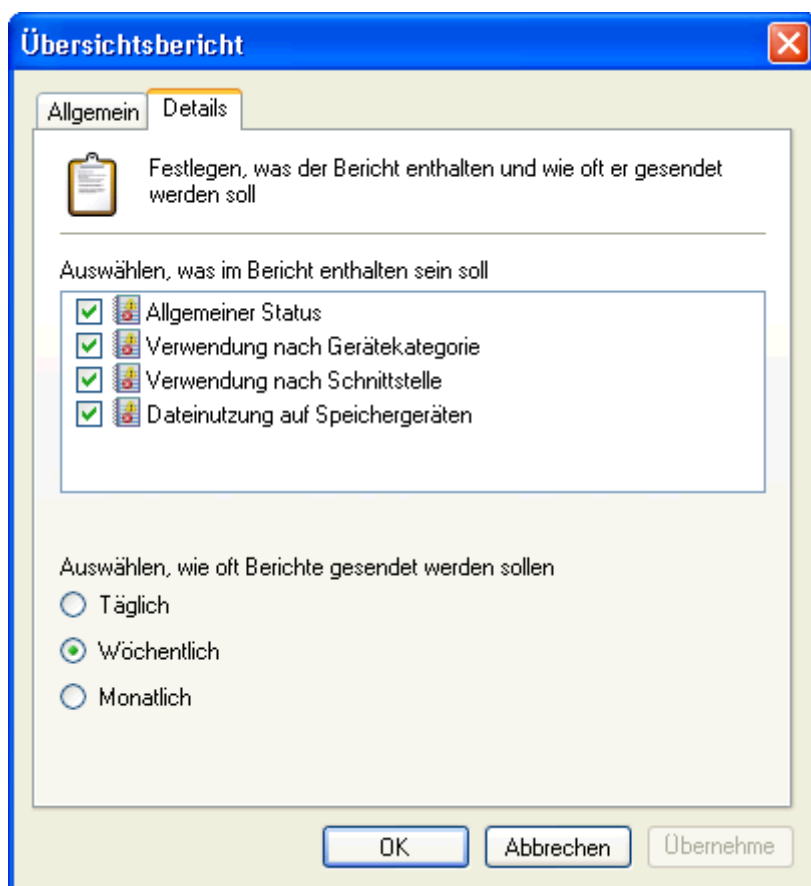 Übersichtsbericht
Allgemein
Details
Festlegen, was der Bericht enthalten und wie oft er gesendet
werden soll
Auswählen, was im Bericht enthalten sein soll
Allgemeiner Status
Verwendung nach Gerätekategorie
Verwendung nach Schnittstelle
Dateinutzung auf Speichergeräten
Auswählen, wie oft Berichte gesendet werden sollen
Täglich
Wöchentlich
Monatlich
OK
Abbrechen
Übernehme